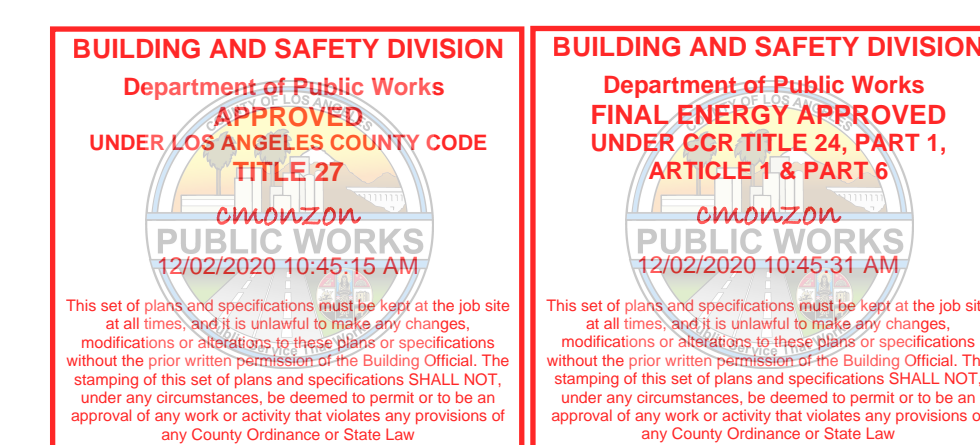 BUILDING AND SAFETY DIVISION
Department of Public Works
APPROVED
UNDER LOS ANGELES COUNTY CODE
TITLE 27
cmonzon
PUBLIC WORKS
12/02/2020 10:45:15 AM
This set of plans and specifications must be kept at the job site
at all times, and it is unlawful to make any changes,
modifications or alterations to these plans or specifications
without the prior written permission of the Building Official. The
stamping of this set of plans and specifications SHALL NOT,
under any circumstances, be deemed to permit or to be an
approval of any work or activity that violates any provisions of
any County Ordinance or State Law
BUILDING AND SAFETY DIVISION
Department of Public Works
FINAL ENERGY APPROVED
UNDER CCR TITLE 24, PART 1,
ARTICLE 1 & PART 6
cmonzon
PUBLIC WORKS
12/02/2020 10:45:31 AM
This set of plans and specifications must be kept at the job sit
at all times, and it is unlawful to make any changes,
modifications or alterations to these plans or specifications
without the prior written permission of the Building Official. Th
stamping of this set of plans and specifications SHALL NOT,
under any circumstances, be deemed to permit or to be an
approval of any work or activity that violates any provisions o
any County Ordinance or State Law